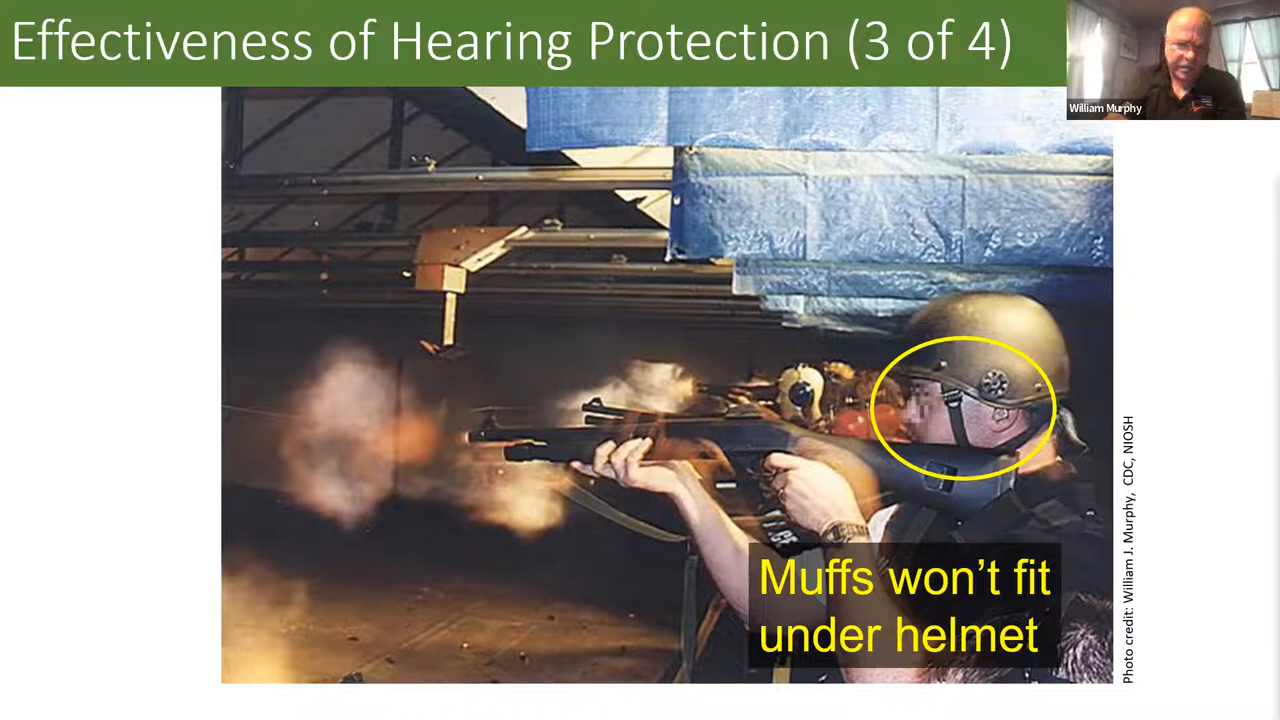 Effectiveness of Hearing Protection (3 of 4)
William Murphy
Muffs won't fit
under helmet
Photo credit: William J. Murphy, CDC, NIOSH